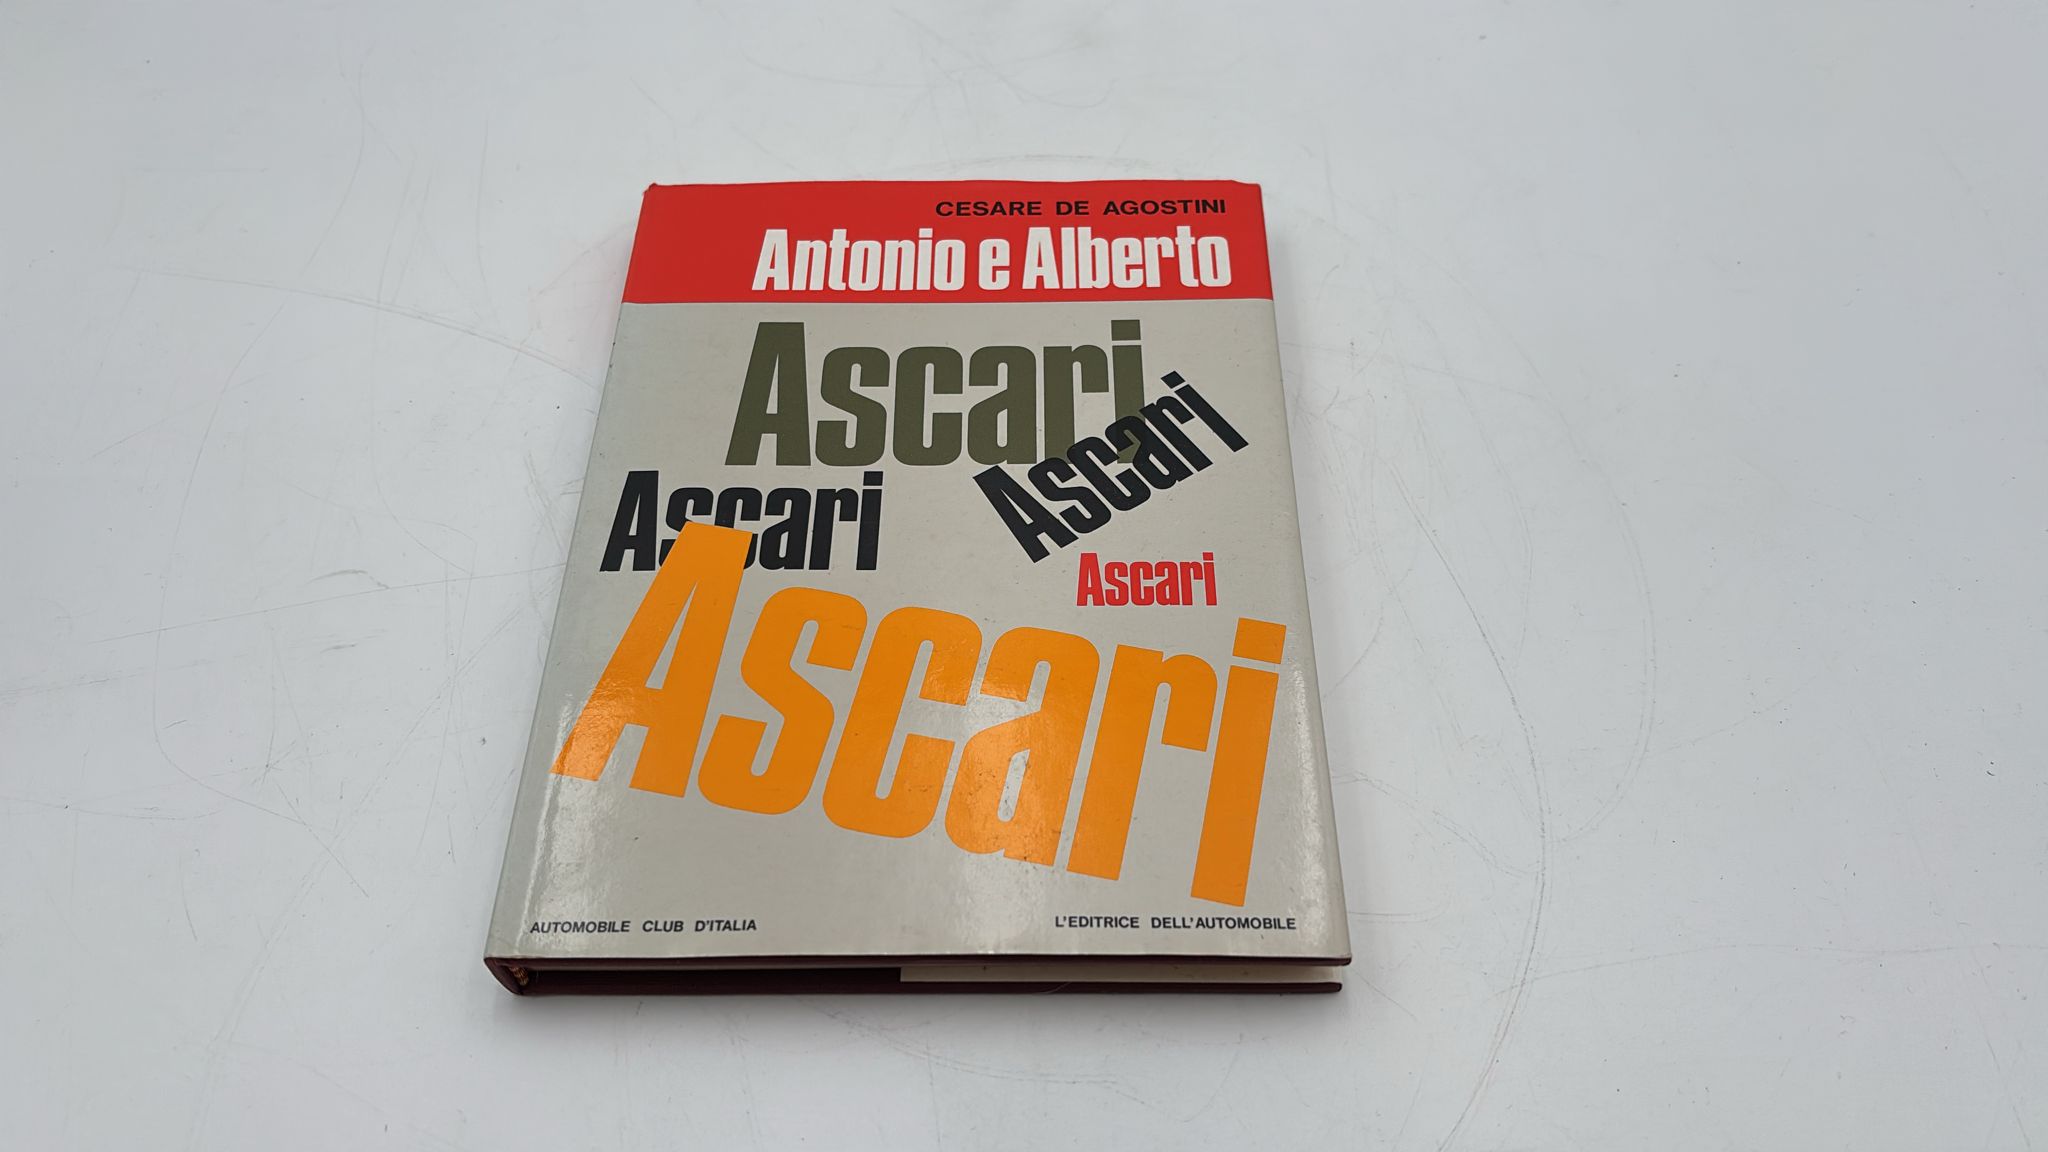 CESARE DE AGOSTINI
Antonio e Alberto
Ascari
Ascari
Ascari
Ascari
Ascari
AUTOMOBILE CLUB D'ITALIA
L'EDITRICE DELL'AUTOMOBILE